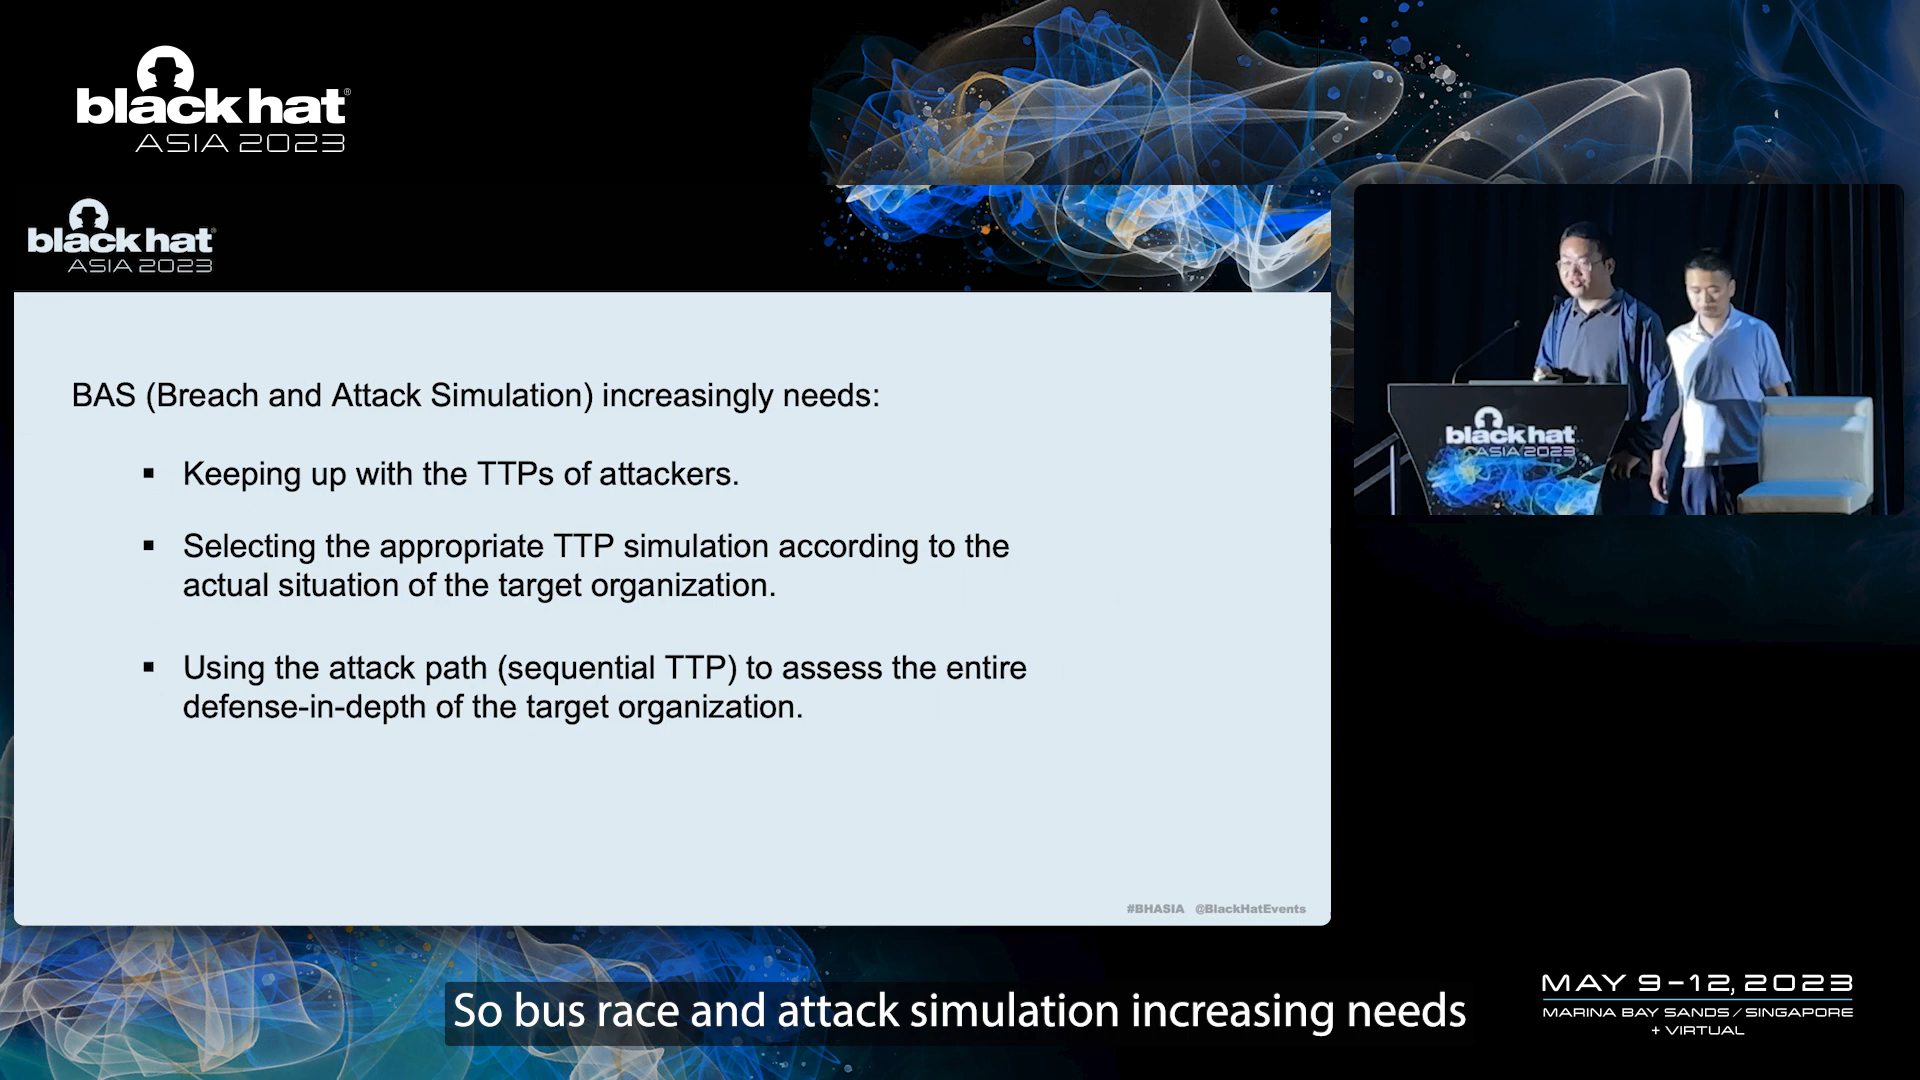 black hat®
ASIA 2023
black hat®
ASIA 2023
BAS (Breach and Attack Simulation) increasingly needs:
▪ Keeping up with the TTPs of attackers.
▪ Selecting the appropriate TTP simulation according to the
actual situation of the target organization.
▪ Using the attack path (sequential TTP) to assess the entire
defense-in-depth of the target organization.
#BHASIA @BlackHatEvents
black hat
ASIA 2023
So bus race and attack simulation increasing needs
MAY 9-12, 2023
MARINA BAY SANDS / SINGAPORE
+ VIRTUAL